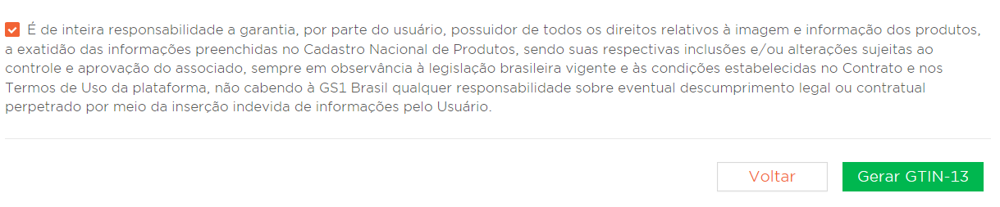 É de inteira responsabilidade a garantia, por parte do usuário, possuidor de todos os direitos relativos à imagem e informação dos produtos,
a exatidão das informações preenchidas no Cadastro Nacional de Produtos, sendo suas respectivas inclusões e/ou alterações sujeitas ao
controle e aprovação do associado, sempre em observância à legislação brasileira vigente e às condições estabelecidas no Contrato e nos
Termos de Uso da plataforma, não cabendo à GS1 Brasil qualquer responsabilidade sobre eventual descumprimento legal ou contratual
perpetrado por meio da inserção indevida de informações pelo Usuário.
Voltar
Gerar GTIN-13